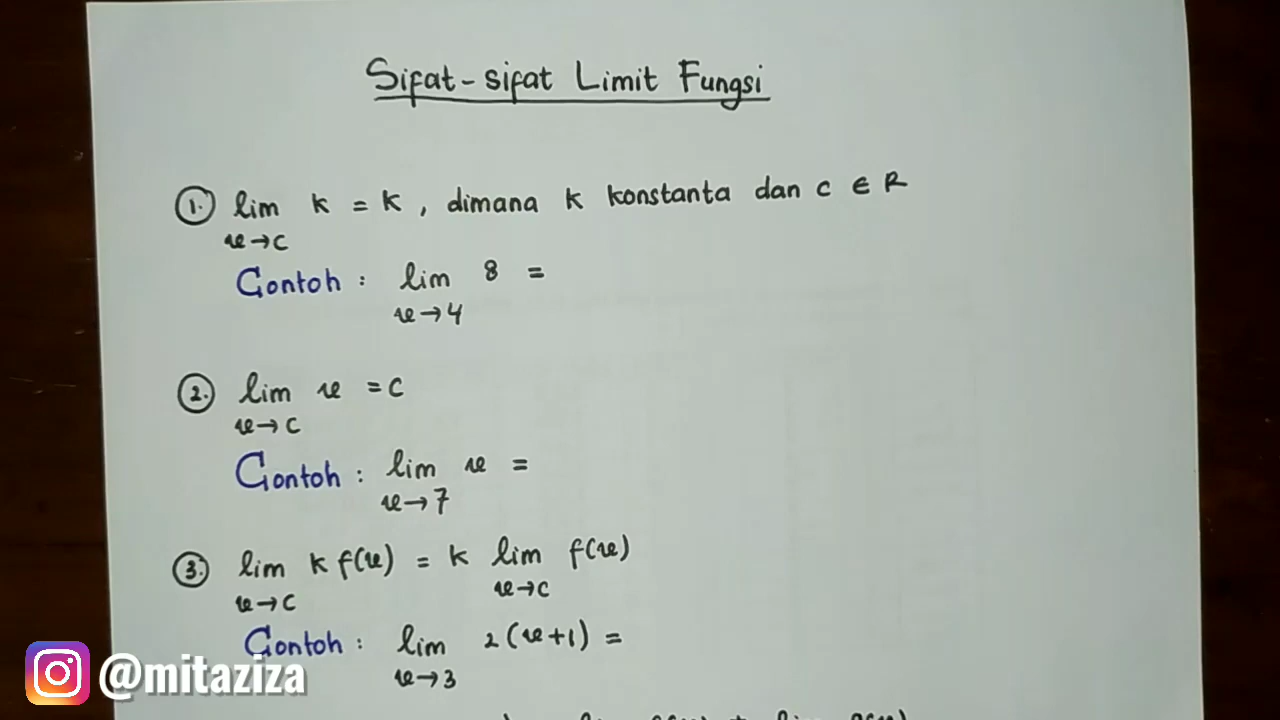 Sifat-sifat Limit Fungsi
1. lim k = k, dimana k konstanta dan c ∈ R
x→c
Contoh : lim 8 =
x→4
2. lim x = c
x→c
Contoh : lim x =
x→7
3. lim k f(x) = k lim f(x)
x→c x→c
Contoh : lim 2(x+1) =
x→3
@mitaziza